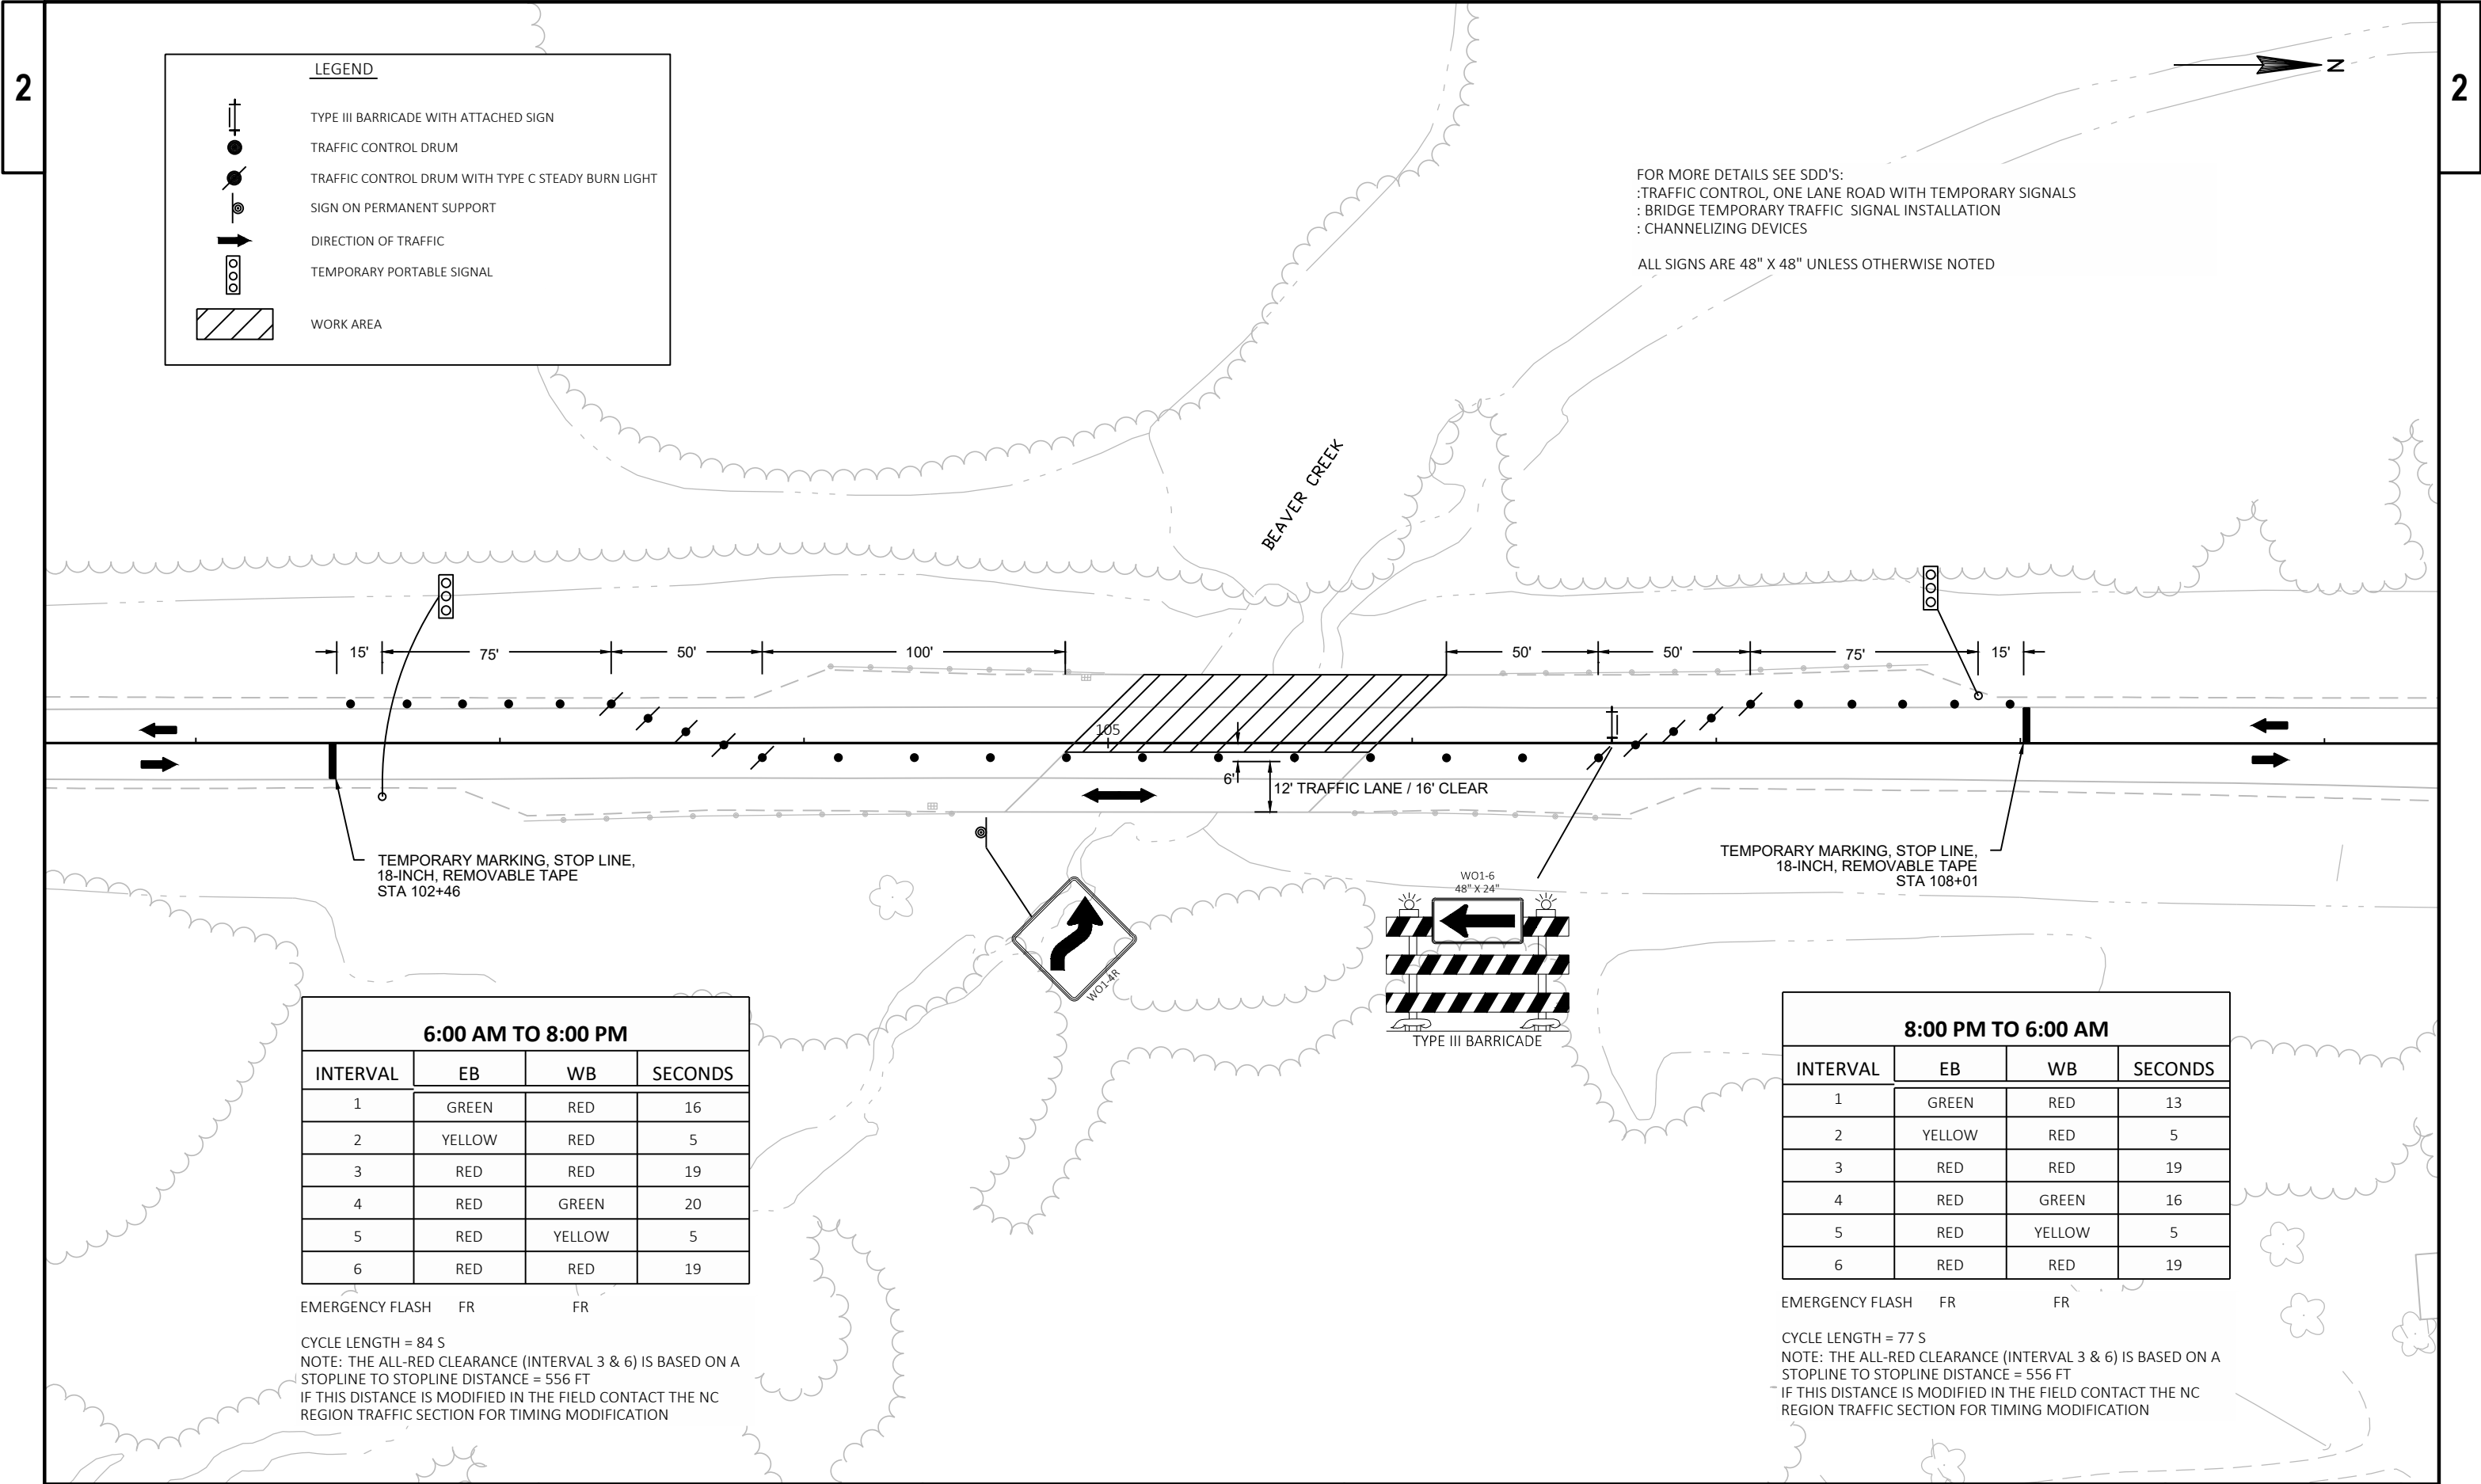 2
2
LEGEND
TYPE III BARRICADE WITH ATTACHED SIGN
TRAFFIC CONTROL DRUM
TRAFFIC CONTROL DRUM WITH TYPE C STEADY BURN LIGHT
SIGN ON PERMANENT SUPPORT
DIRECTION OF TRAFFIC
TEMPORARY PORTABLE SIGNAL
WORK AREA
N
FOR MORE DETAILS SEE SDD'S:
:TRAFFIC CONTROL, ONE LANE ROAD WITH TEMPORARY SIGNALS
: BRIDGE TEMPORARY TRAFFIC SIGNAL INSTALLATION
: CHANNELIZING DEVICES
ALL SIGNS ARE 48" X 48" UNLESS OTHERWISE NOTED
BEAVER CREEK
15' 75' 50' 100' 50' 50' 75' 15'
105
6'
12' TRAFFIC LANE / 16' CLEAR
TEMPORARY MARKING, STOP LINE,
18-INCH, REMOVABLE TAPE
STA 102+46
WO1-4R
WO1-6
48" X 24"
TYPE III BARRICADE
TEMPORARY MARKING, STOP LINE,
18-INCH, REMOVABLE TAPE
STA 108+01
6:00 AM TO 8:00 PM
INTERVAL EB WB SECONDS
1 GREEN RED 16
2 YELLOW RED 5
3 RED RED 19
4 RED GREEN 20
5 RED YELLOW 5
6 RED RED 19
EMERGENCY FLASH FR FR
CYCLE LENGTH = 84 S
NOTE: THE ALL-RED CLEARANCE (INTERVAL 3 & 6) IS BASED ON A
STOPLINE TO STOPLINE DISTANCE = 556 FT
IF THIS DISTANCE IS MODIFIED IN THE FIELD CONTACT THE NC
REGION TRAFFIC SECTION FOR TIMING MODIFICATION
8:00 PM TO 6:00 AM
INTERVAL EB WB SECONDS
1 GREEN RED 13
2 YELLOW RED 5
3 RED RED 19
4 RED GREEN 16
5 RED YELLOW 5
6 RED RED 19
EMERGENCY FLASH FR FR
CYCLE LENGTH = 77 S
NOTE: THE ALL-RED CLEARANCE (INTERVAL 3 & 6) IS BASED ON A
STOPLINE TO STOPLINE DISTANCE = 556 FT
IF THIS DISTANCE IS MODIFIED IN THE FIELD CONTACT THE NC
REGION TRAFFIC SECTION FOR TIMING MODIFICATION